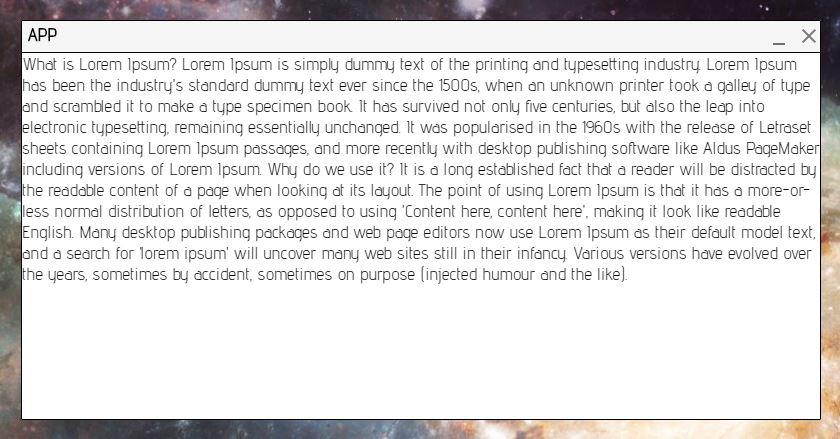 APP
What is Lorem Ipsum? Lorem Ipsum is simply dummy text of the printing and typesetting industry. Lorem Ipsum
has been the industry's standard dummy text ever since the 1500s, when an unknown printer took a galley of type
and scrambled it to make a type specimen book. It has survived not only five centuries, but also the leap into
electronic typesetting, remaining essentially unchanged. It was popularised in the 1960s with the release of Letraset
sheets containing Lorem Ipsum passages, and more recently with desktop publishing software like Aldus PageMaker
including versions of Lorem Ipsum. Why do we use it? It is a long established fact that a reader will be distracted by
the readable content of a page when looking at its layout. The point of using Lorem Ipsum is that it has a more-or-
less normal distribution of letters, as opposed to using 'Content here, content here', making it look like readable
English. Many desktop publishing packages and web page editors now use Lorem Ipsum as their default model text,
and a search for 'lorem ipsum' will uncover many web sites still in their infancy. Various versions have evolved over
the years, sometimes by accident, sometimes on purpose (injected humour and the like).